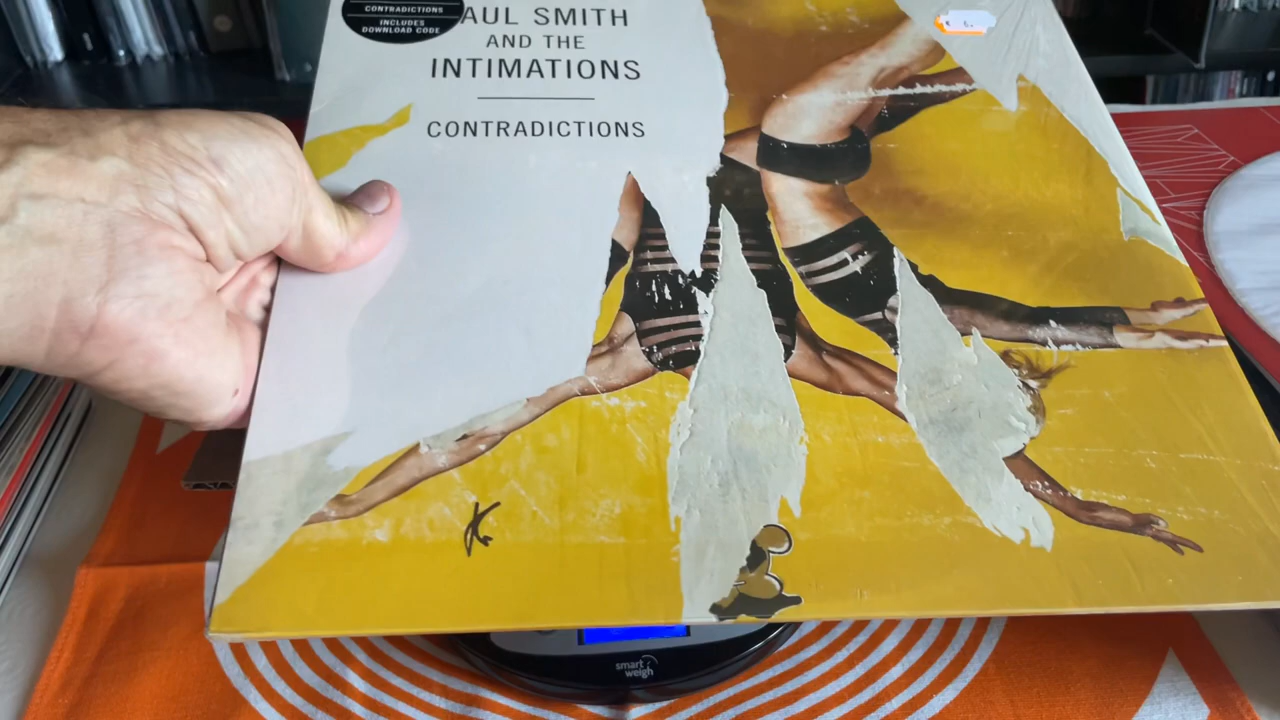 CONTRADICTIONS
INCLUDES
DOWNLOAD CODE
AUL SMITH
AND THE
INTIMATIONS
CONTRADICTIONS
smart
weigh